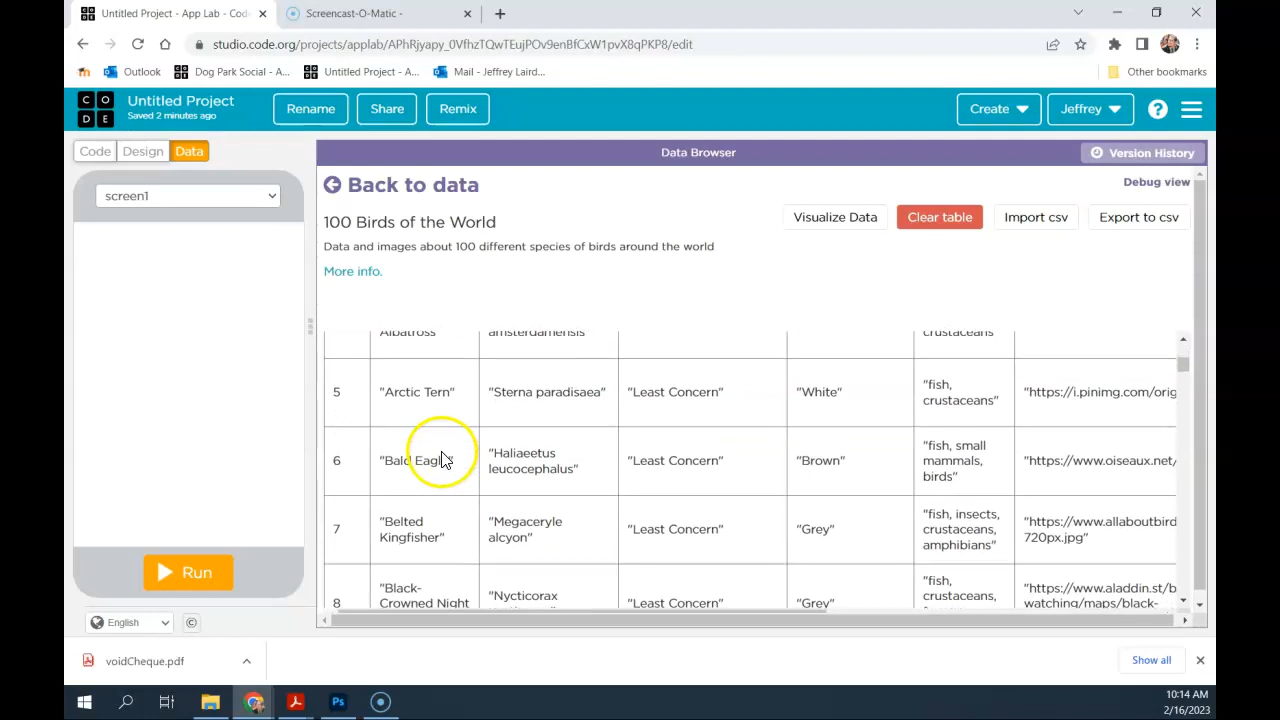 Untitled Project - App Lab - Code
Screencast-O-Matic -
studio.code.org/projects/applab/APhRjyapy_0VfhzTQwTEujPOv9enBfCxW1pvX8qPKP8/edit
Outlook
Dog Park Social - A...
Untitled Project - A...
Mail - Jeffrey Laird...
Other bookmarks
C O
D E
Untitled Project
Saved 2 minutes ago
Rename
Share
Remix
Create
Jeffrey
?
Code
Design
Data
Data Browser
Version History
screen1
Back to data
Debug view
100 Birds of the World
Visualize Data
Clear table
Import csv
Export to csv
Data and images about 100 different species of birds around the world
More info.
Albatross
amsterdamensis
crustaceans
5
"Arctic Tern"
"Sterna paradisaea"
"Least Concern"
"White"
"fish,
crustaceans"
"https://i.pinimg.com/orig
6
"Bald Eagle"
"Haliaeetus
leucocephalus"
"Least Concern"
"Brown"
"fish, small
mammals,
birds"
"https://www.oiseaux.net/
7
"Belted
Kingfisher"
"Megaceryle
alcyon"
"Least Concern"
"Grey"
"fish, insects,
crustaceans,
amphibians"
"https://www.allaboutbird
720px.jpg"
8
"Black-
Crowned Night
"Nycticorax
"Least Concern"
"Grey"
"fish,
crustaceans,
"https://www.aladdin.st/b
watching/maps/black-
Run
English
©
voidCheque.pdf
Show all
Ps
10:14 AM
2/16/2023